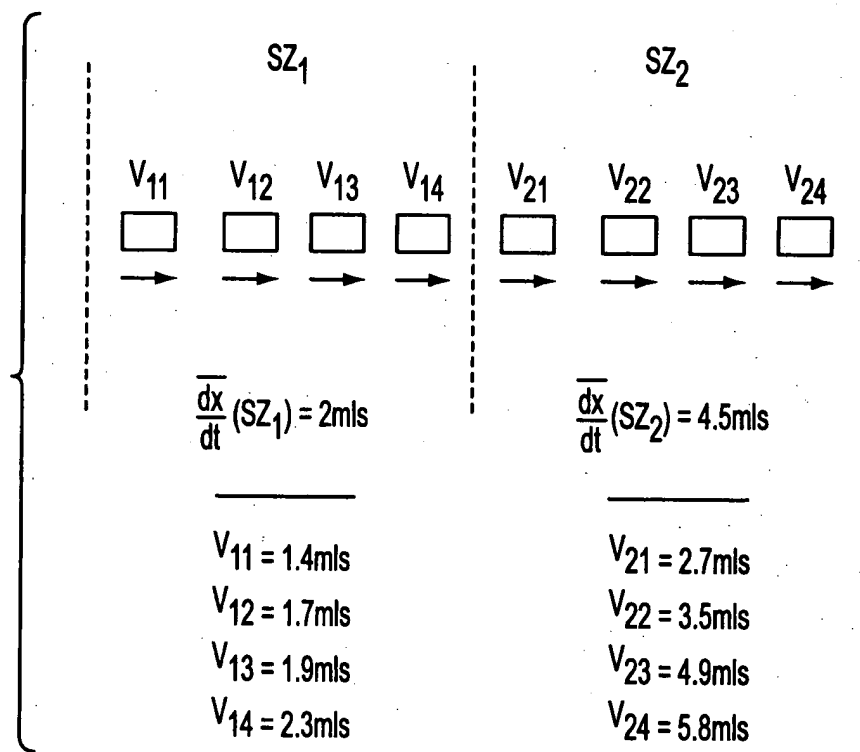 SZ₁ SZ₂
V₁₁ V₁₂ V₁₃ V₁₄ V₂₁ V₂₂ V₂₃ V₂₄
dx/dt (SZ₁) = 2mls dx/dt (SZ₂) = 4.5mls
V₁₁ = 1.4mls V₂₁ = 2.7mls
V₁₂ = 1.7mls V₂₂ = 3.5mls
V₁₃ = 1.9mls V₂₃ = 4.9mls
V₁₄ = 2.3mls V₂₄ = 5.8mls